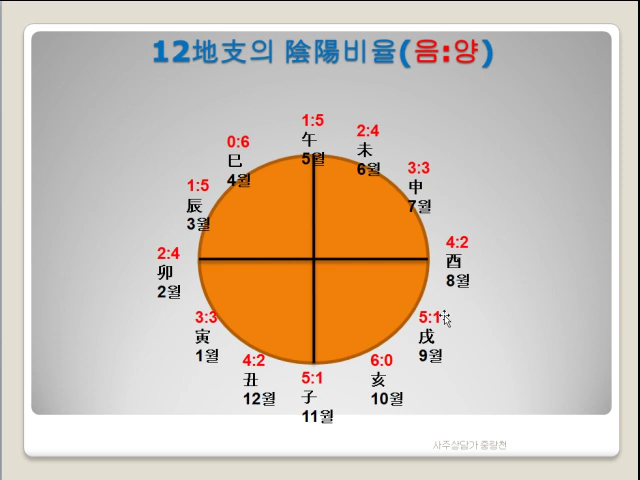 12地支의 陰陽비율(음:양)
1:5
午
5월
2:4
未
6월
3:3
申
7월
4:2
酉
8월
5:1
戌
9월
6:0
亥
10월
5:1
子
11월
4:2
丑
12월
3:3
寅
1월
2:4
卯
2월
1:5
辰
3월
0:6
巳
4월
사주상담가 중랑천